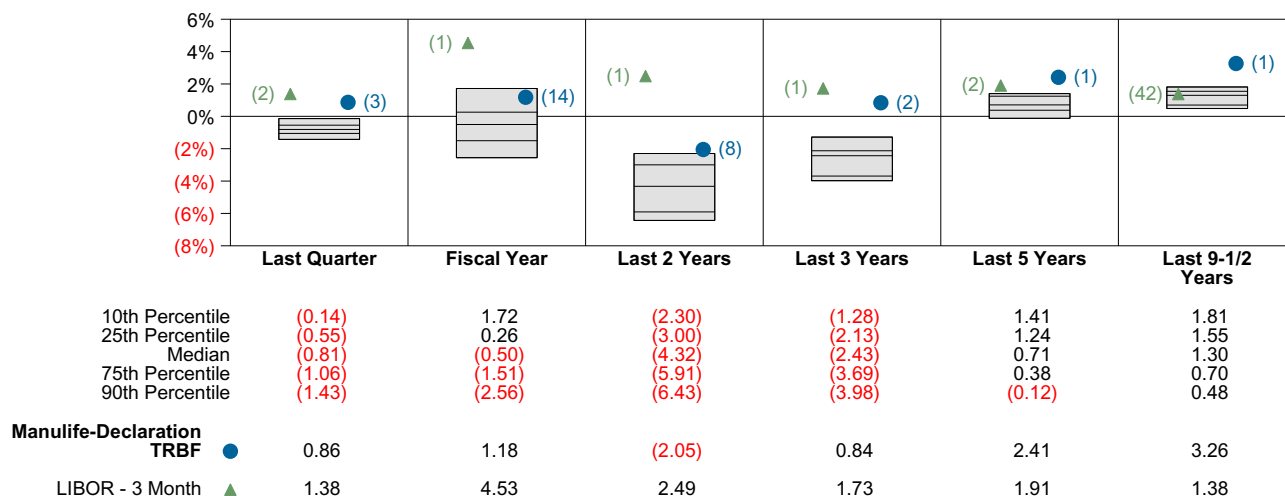 6%
4%
2%
0%
(2%)
(4%)
(6%)
(8%)
(2) (3) (1) (14) (1) (8) (1) (2) (2) (1) (42) (1)
Last Quarter Fiscal Year Last 2 Years Last 3 Years Last 5 Years Last 9-1/2
Years
10th Percentile (0.14) 1.72 (2.30) (1.28) 1.41 1.81
25th Percentile (0.55) 0.26 (3.00) (2.13) 1.24 1.55
Median (0.81) (0.50) (4.32) (2.43) 0.71 1.30
75th Percentile (1.06) (1.51) (5.91) (3.69) 0.38 0.70
90th Percentile (1.43) (2.56) (6.43) (3.98) (0.12) 0.48
Manulife-Declaration
TRBF 0.86 1.18 (2.05) 0.84 2.41 3.26
LIBOR - 3 Month 1.38 4.53 2.49 1.73 1.91 1.38